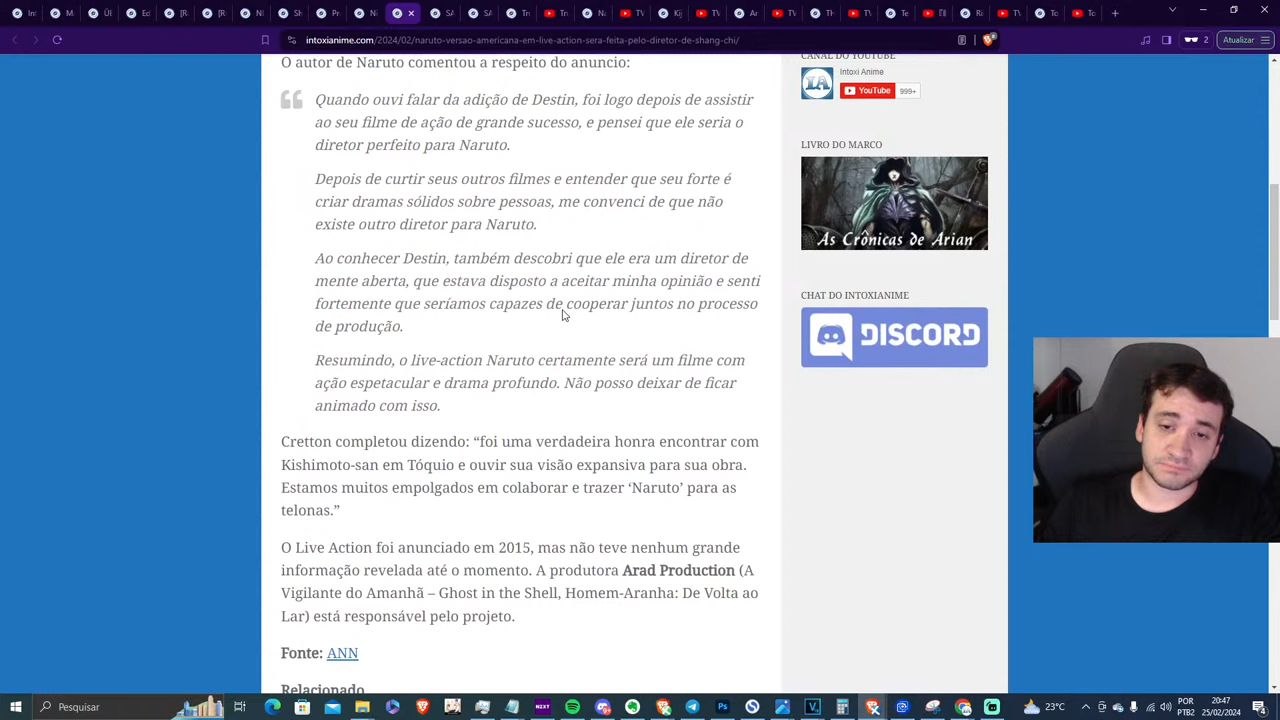 Atualizar
intoxianime.com/2024/02/naruto-versao-americana-em-live-action-sera-feita-pelo-diretor-de-shang-chi/
2
O autor de Naruto comentou a respeito do anuncio:
Quando ouvi falar da adição de Destin, foi logo depois de assistir
ao seu filme de ação de grande sucesso, e pensei que ele seria o
diretor perfeito para Naruto.
Depois de curtir seus outros filmes e entender que seu forte é
criar dramas sólidos sobre pessoas, me convenci de que não
existe outro diretor para Naruto.
Ao conhecer Destin, também descobri que ele era um diretor de
mente aberta, que estava disposto a aceitar minha opinião e senti
fortemente que seríamos capazes de cooperar juntos no processo
de produção.
Resumindo, o live-action Naruto certamente será um filme com
ação espetacular e drama profundo. Não posso deixar de ficar
animado com isso.
Cretton completou dizendo: “foi uma verdadeira honra encontrar com
Kishimoto-san em Tóquio e ouvir sua visão expansiva para sua obra.
Estamos muitos empolgados em colaborar e trazer ‘Naruto’ para as
telonas.”
O Live Action foi anunciado em 2015, mas não teve nenhum grande
informação revelada até o momento. A produtora Arad Production (A
Vigilante do Amanhã – Ghost in the Shell, Homem-Aranha: De Volta ao
Lar) está responsável pelo projeto.
Fonte: ANN
Relacionado
CANAL DO YOUTUBE
IA
Intoxi Anime
YouTube
999+
LIVRO DO MARCO
As Crônicas de Arian
CHAT DO INTOXIANIME
DISCORD
Pesquisar
NEXT
23°C
POR
PTB2
20:47
25/02/2024